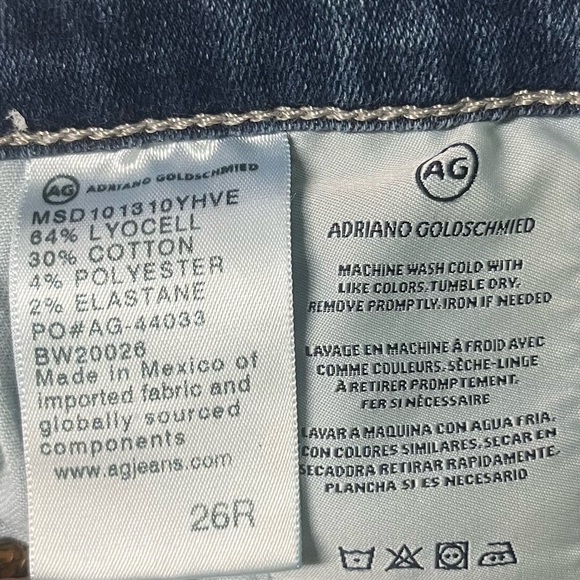 AG ADRIANO GOLDSCHMIED
MSD101310YHVE
64% LYOCELL
30% COTTON
4% POLYESTER
2% ELASTANE
PO#AG-44033
BW20026
Made in Mexico of
imported fabric and
globally sourced
components
www.agjeans.com
26R
AG
ADRIANO GOLDSCHMIED
MACHINE WASH COLD WITH
LIKE COLORS.TUMBLE DRY.
REMOVE PROMPTLY.IRON IF NEEDED
LAVAGE EN MACHINE À FROID AVEC
COMME COULEURS. SÈCHE-LINGE
À RETIRER PROMPTEMENT.
FER SI NÉCESSAIRE
LAVAR A MAQUINA CON AGUA FRIA.
CON COLORES SIMILARES. SECAR EN
SECADORA RETIRAR RAPIDAMENTE.
PLANCHA SI ES NECESARIO